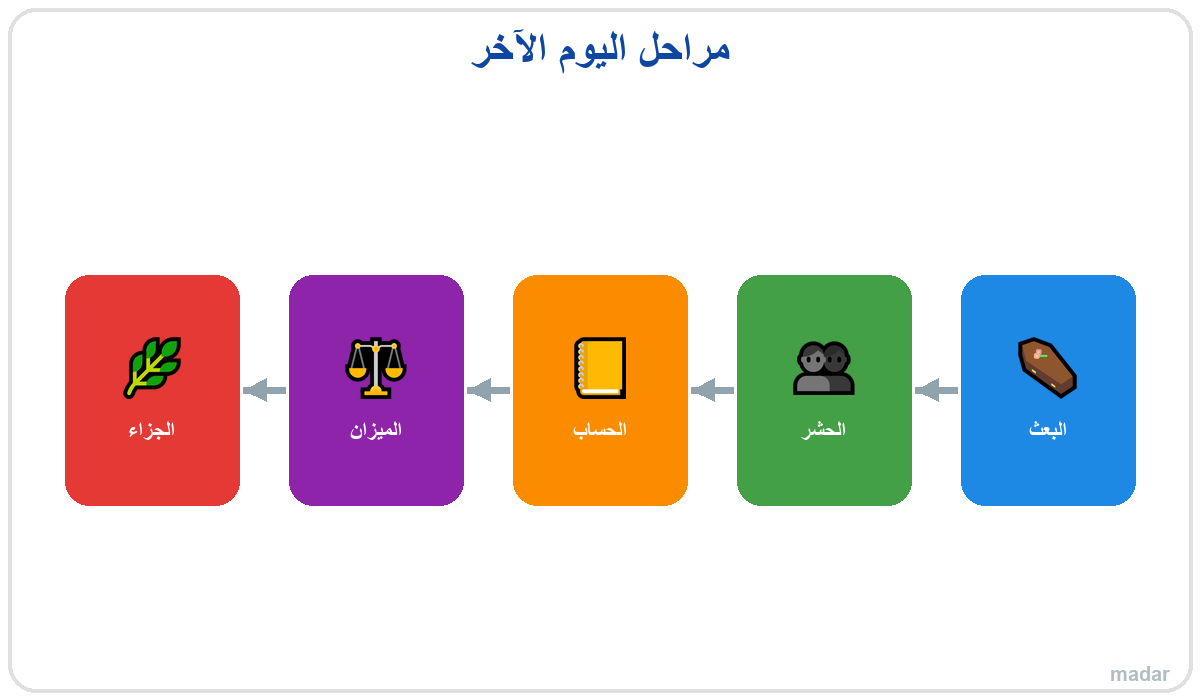 مراحل اليوم الآخر
البعث
الحشر
الحساب
الميزان
الجزاء
madar